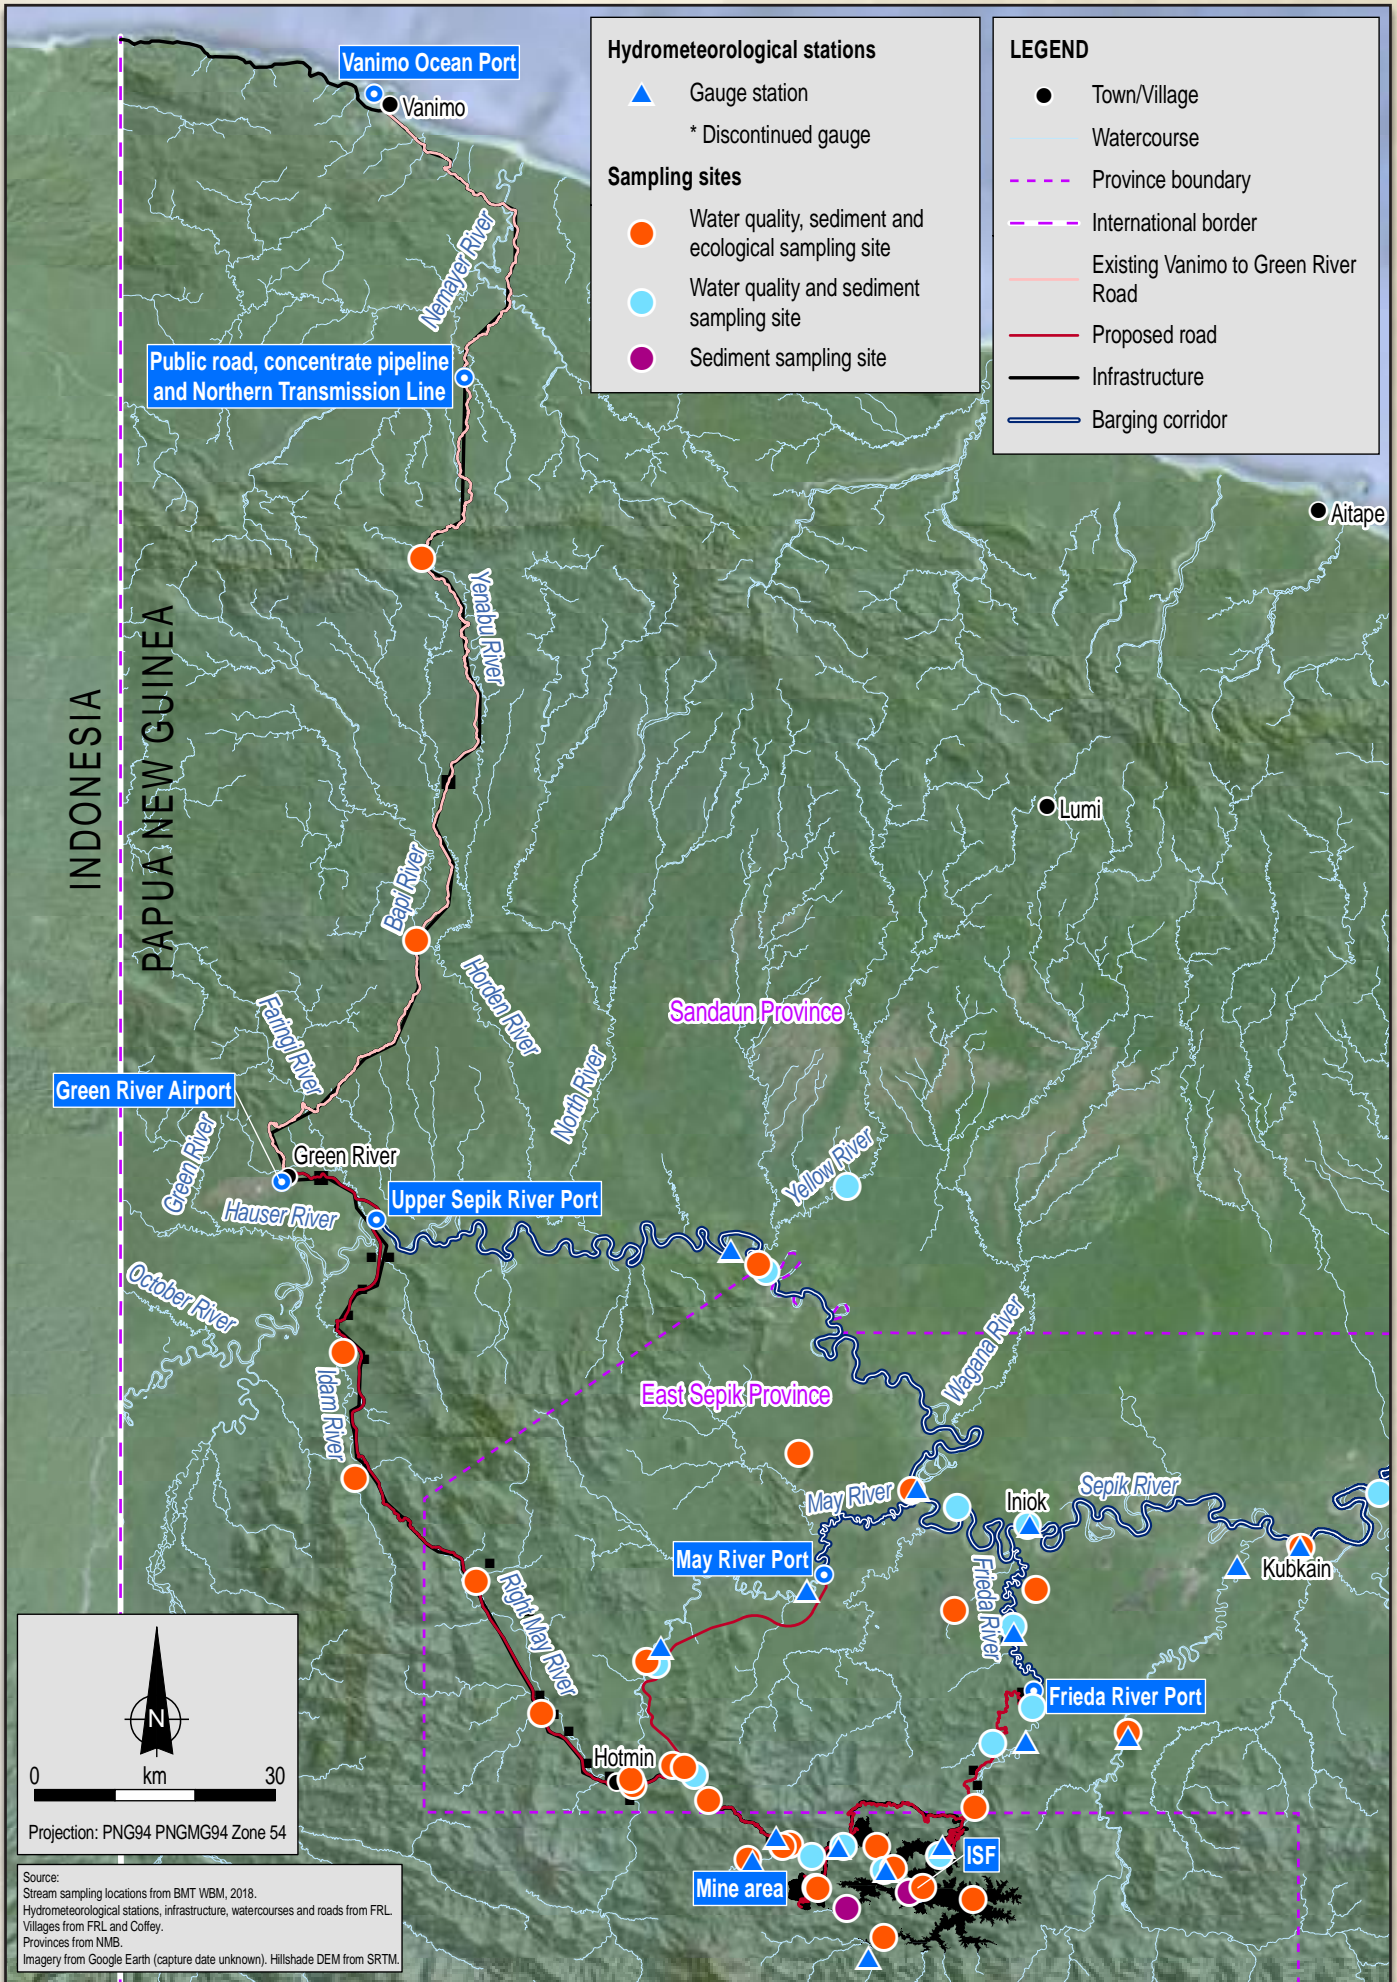 Vanimo Ocean Port
Vanimo
Hydrometeorological stations
Gauge station
* Discontinued gauge
Sampling sites
Water quality, sediment and
ecological sampling site
Water quality and sediment
sampling site
Sediment sampling site
LEGEND
Town/Village
Watercourse
Province boundary
International border
Existing Vanimo to Green River
Road
Proposed road
Infrastructure
Barging corridor
Nemayer River
Public road, concentrate pipeline
and Northern Transmission Line
Aitape
Yenabu River
INDONESIA
PAPUA NEW GUINEA
Lumi
Bapi River
Horden River
Sandaun Province
Faringi River
North River
Green River Airport
Green River
Green River
Yellow River
Hauser River
Upper Sepik River Port
October River
Wagana River
Idam River
East Sepik Province
May River
Iniok
Sepik River
May River Port
Frieda River
Kubkain
Right May River
Frieda River Port
Hotmin
N
0 km 30
Projection: PNG94 PNGMG94 Zone 54
ISF
Mine area
Source:
Stream sampling locations from BMT WBM, 2018.
Hydrometeorological stations, infrastructure, watercourses and roads from FRL.
Villages from FRL and Coffey.
Provinces from NMB.
Imagery from Google Earth (capture date unknown). Hillshade DEM from SRTM.